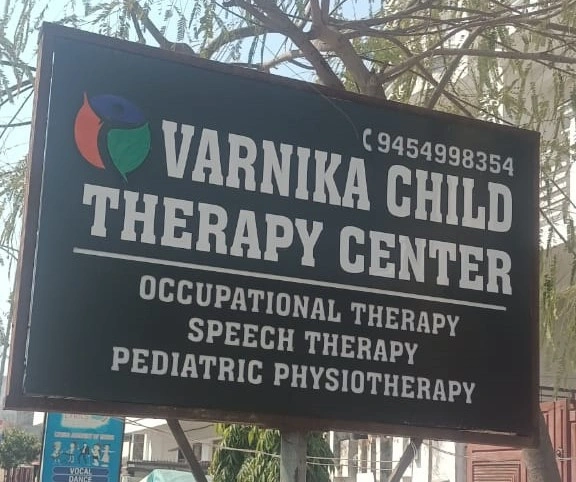 9454998354
VARNIKA CHILD
THERAPY CENTER
OCCUPATIONAL THERAPY
SPEECH THERAPY
PEDIATRIC PHYSIOTHERAPY
VOCAL
DANCE